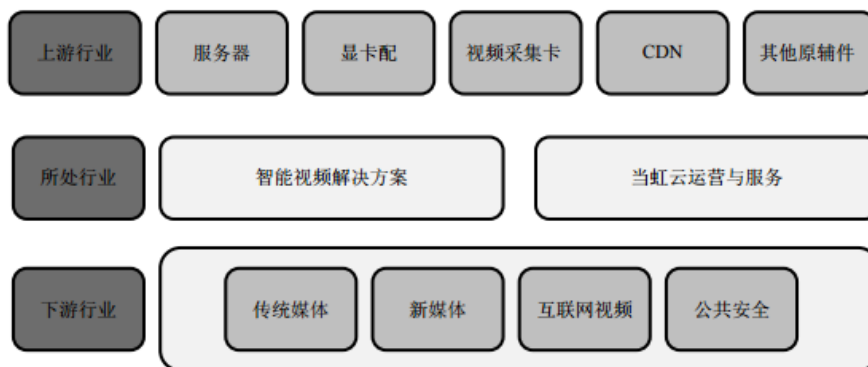 上游行业
服务器
显卡配
视频采集卡
CDN
其他原辅件
所处行业
智能视频解决方案
当虹云运营与服务
下游行业
传统媒体
新媒体
互联网视频
公共安全